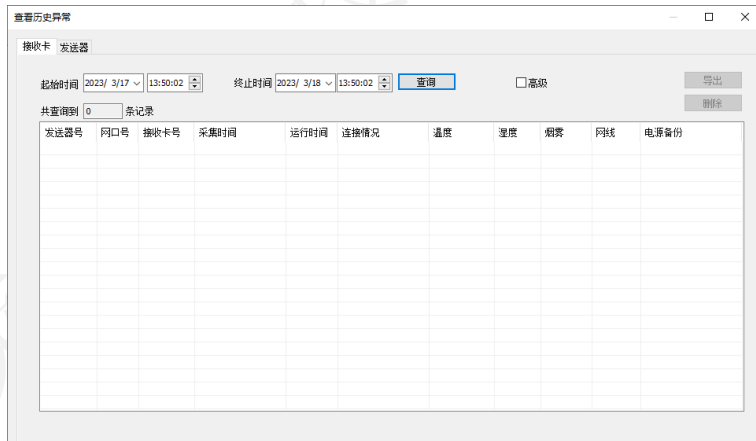 查看历史异常
接收卡 发送器
起始时间 2023/ 3/17 13:50:02 终止时间 2023/ 3/18 13:50:02 查询 高级 导出
共查询到 0 条记录 删除
发送器号 网口号 接收卡号 采集时间 运行时间 连接情况 温度 湿度 烟雾 网线 电源备份